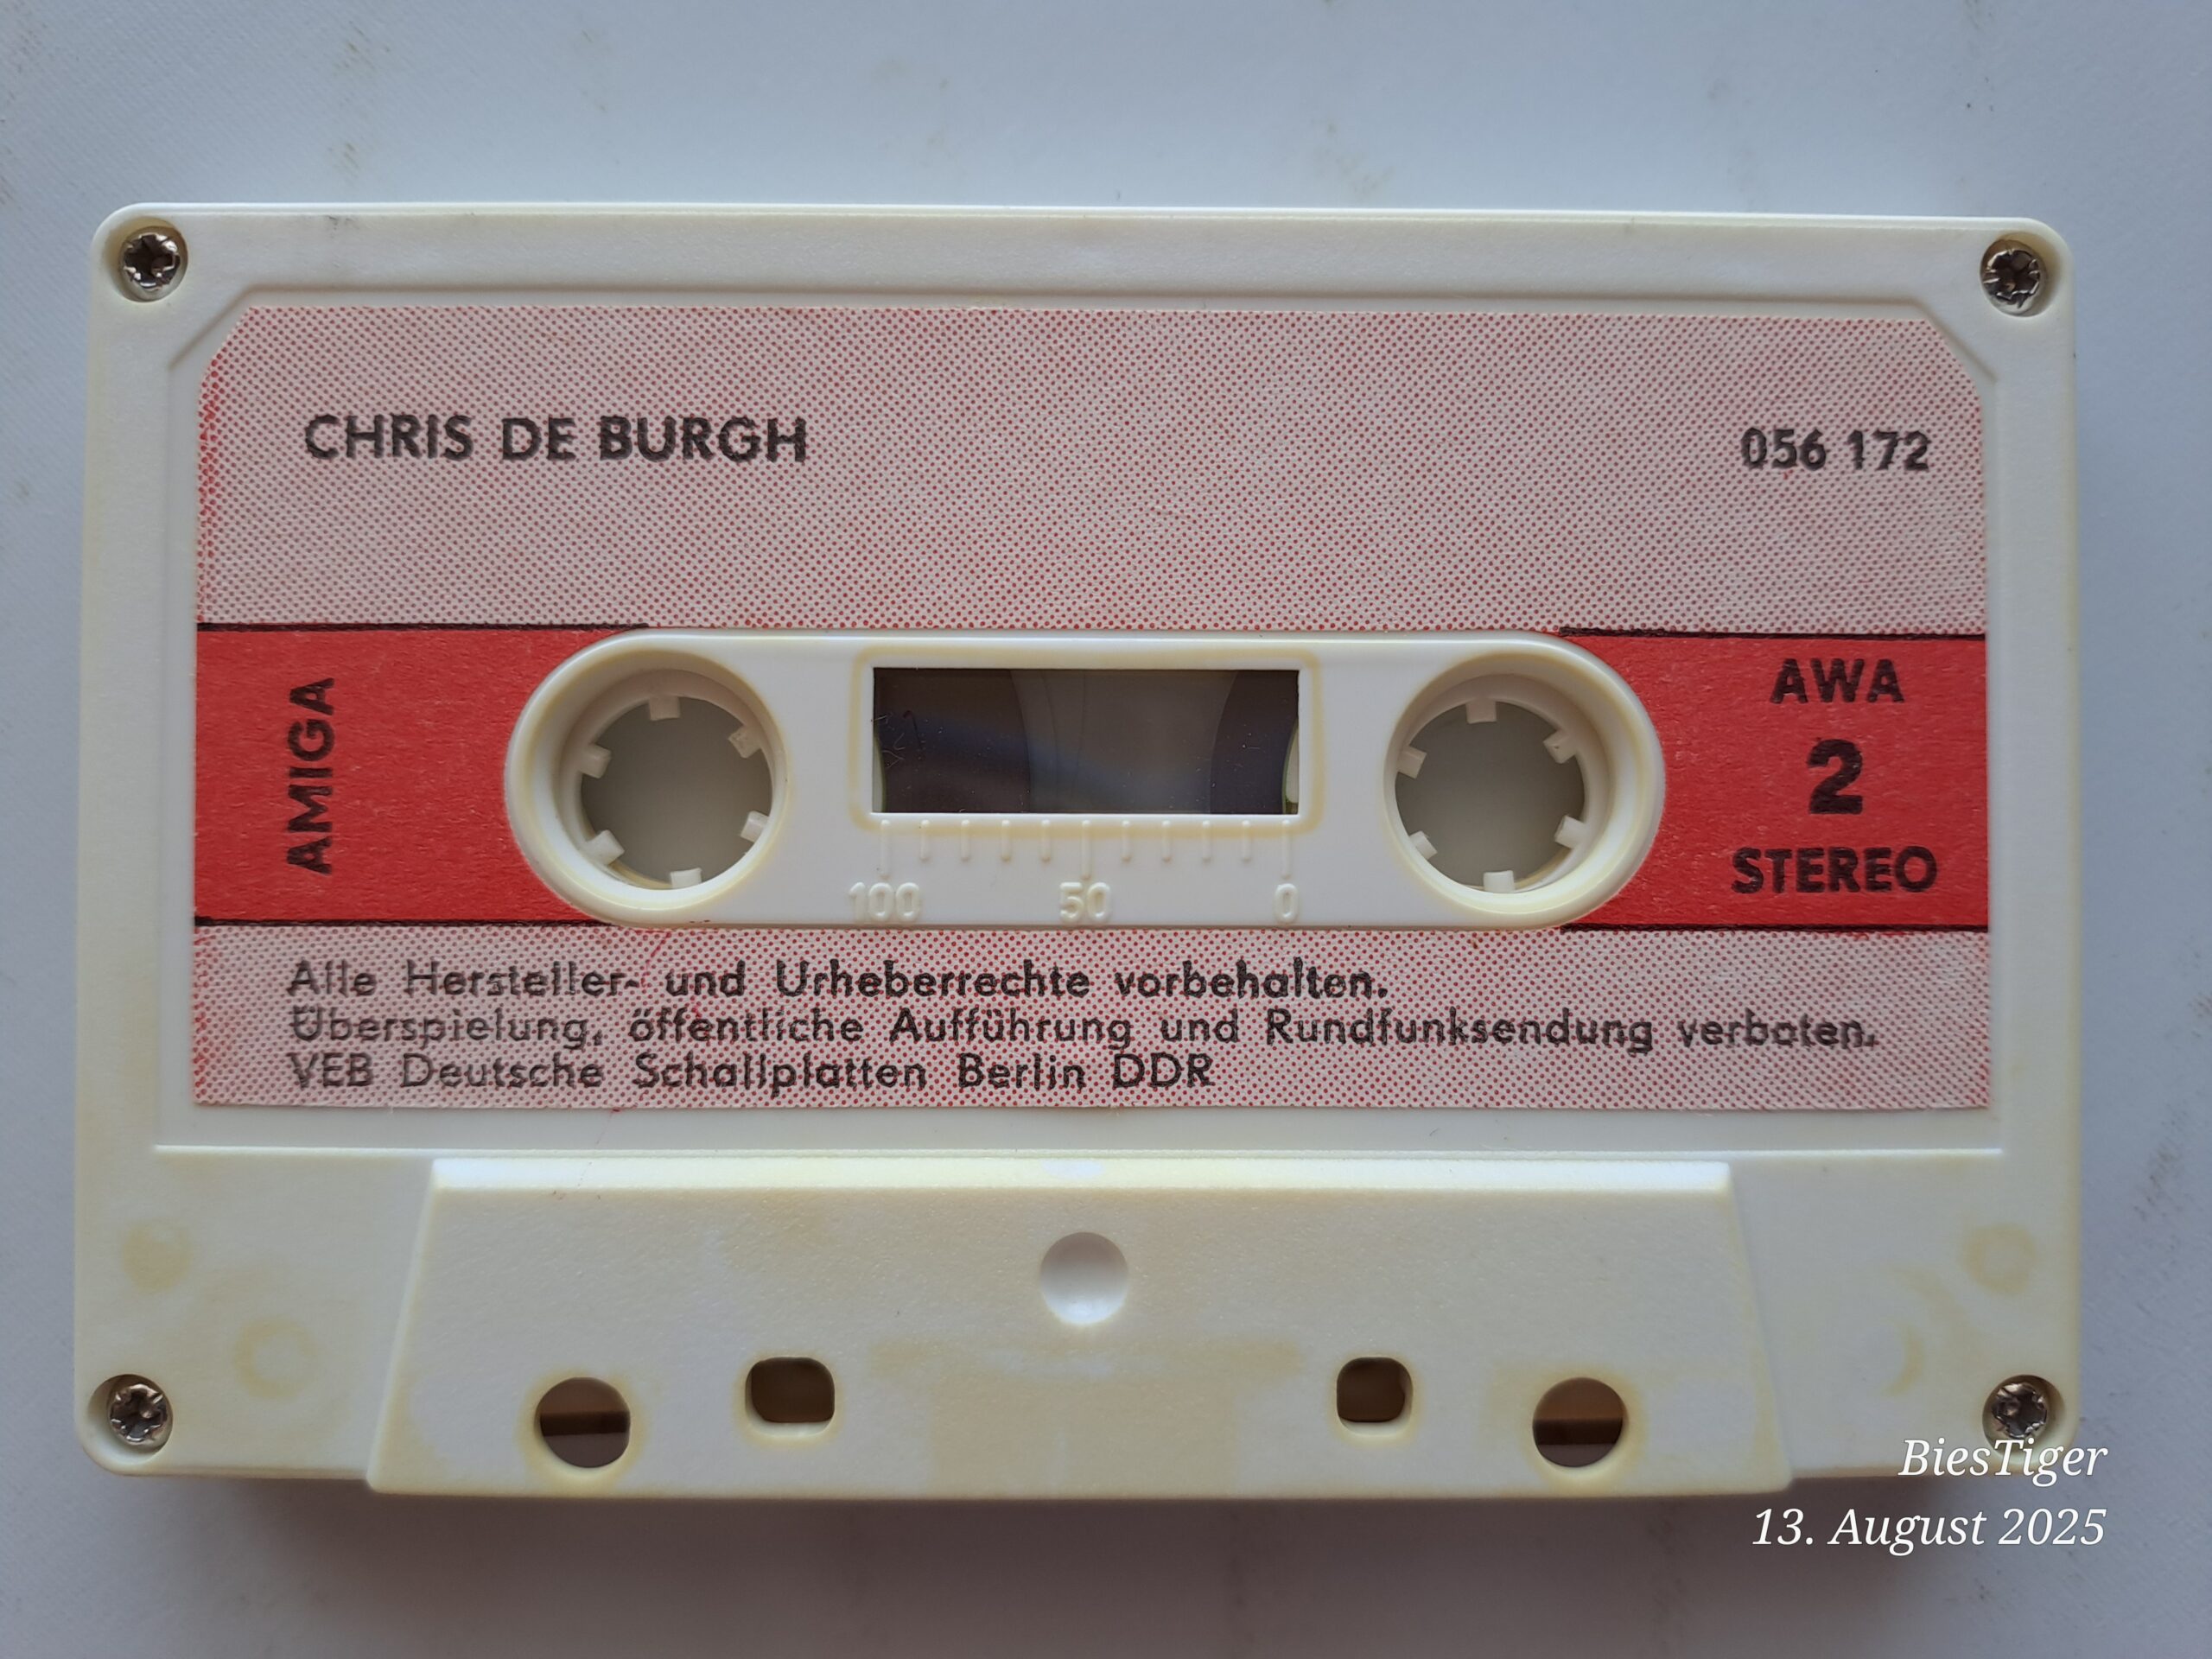 CHRIS DE BURGH
056 172
AMIGA
AWA
2
STEREO
100 50 0
Alle Hersteller- und Urheberrechte vorbehalten.
Überspielung, öffentliche Aufführung und Rundfunksendung verboten.
VEB Deutsche Schallplatten Berlin DDR
BiesTiger
13. August 2025